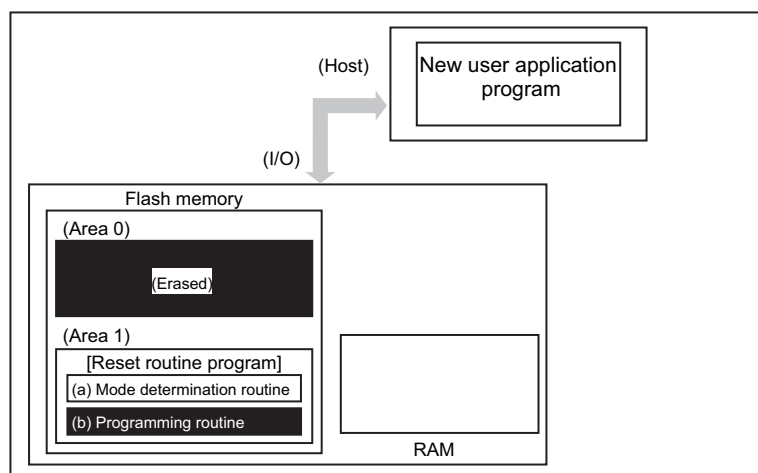 (Host)
New user application
program
(I/O)
Flash memory
(Area 0)
(Erased)
(Area 1)
[Reset routine program]
(a) Mode determination routine
(b) Programming routine
RAM